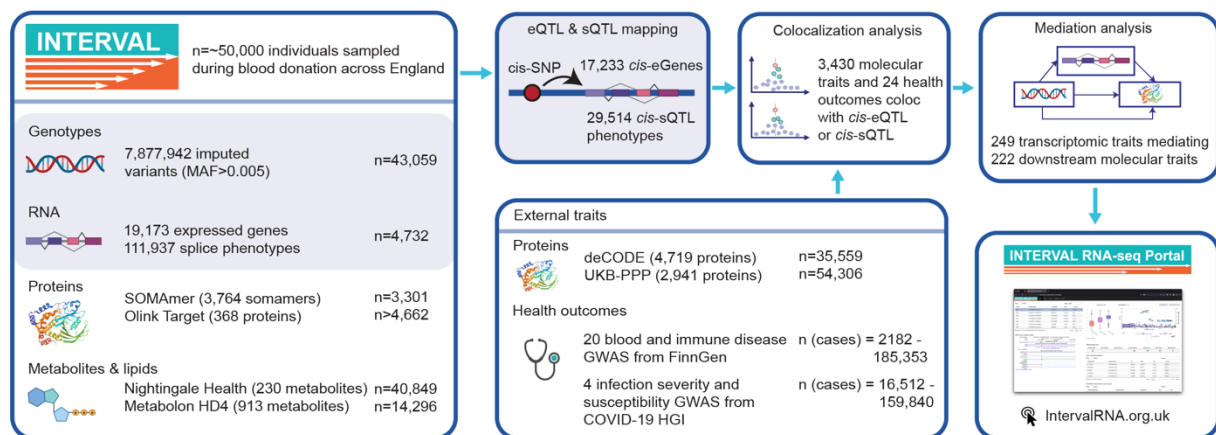 INTERVAL
n=~50,000 individuals sampled
during blood donation across England
Genotypes
7,877,942 imputed
variants (MAF>0.005)
n=43,059
RNA
19,173 expressed genes
111,937 splice phenotypes
n=4,732
Proteins
SOMAmer (3,764 somamers)
n=3,301
Olink Target (368 proteins)
n>4,662
Metabolites & lipids
Nightingale Health (230 metabolites)
n=40,849
Metabolon HD4 (913 metabolites)
n=14,296
eQTL & sQTL mapping
cis-SNP
17,233 cis-eGenes
29,514 cis-sQTL
phenotypes
Colocalization analysis
3,430 molecular
traits and 24 health
outcomes coloc
with cis-eQTL
or cis-sQTL
Mediation analysis
249 transcriptomic traits mediating
222 downstream molecular traits
External traits
Proteins
deCODE (4,719 proteins)
n=35,559
UKB-PPP (2,941 proteins)
n=54,306
Health outcomes
20 blood and immune disease
GWAS from FinnGen
n (cases) = 2182 -
185,353
4 infection severity and
susceptibility GWAS from
COVID-19 HGI
n (cases) = 16,512 -
159,840
INTERVAL RNA-seq Portal
IntervalRNA.org.uk